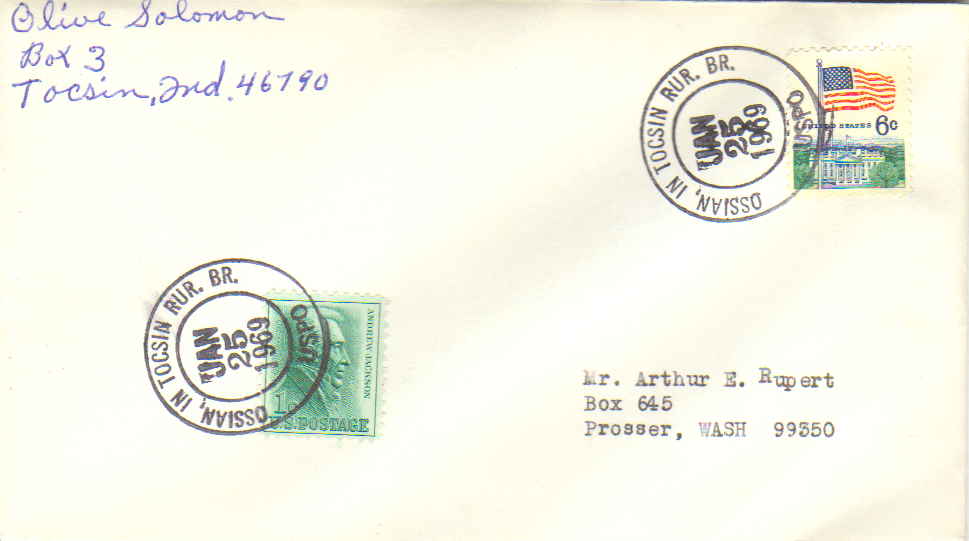 Olive Solomon
Box 3
Tocsin, Ind. 46790
OSSIAN, IN TOCSIN RUR. BR.
JAN
25
1969
USPO
UNITED STATES 6c
OSSIAN, IN TOCSIN RUR. BR.
JAN
25
1969
USPO
ANDREW JACKSON
1c
U.S. POSTAGE
Mr. Arthur E. Rupert
Box 645
Prosser, WASH 99350